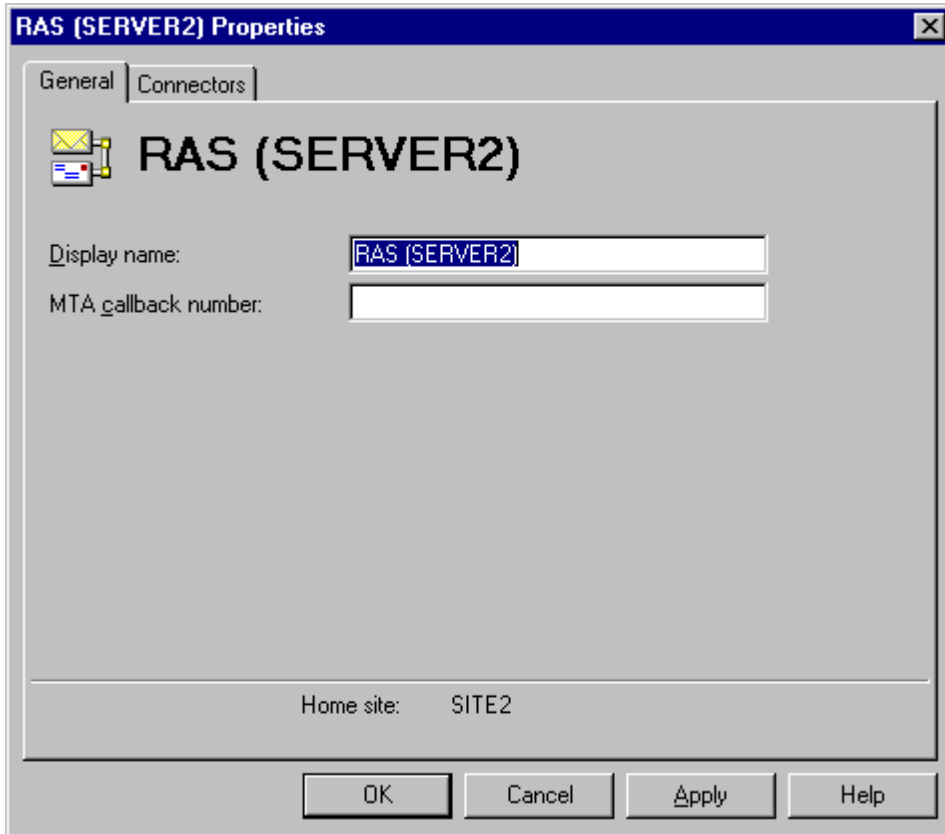 RAS (SERVER2) Properties
General Connectors
RAS (SERVER2)
Display name: RAS (SERVER2)
MTA callback number:
Home site: SITE2
OK Cancel Apply Help